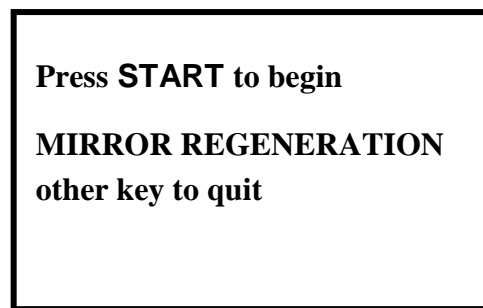 Press START to begin
MIRROR REGENERATION
other key to quit